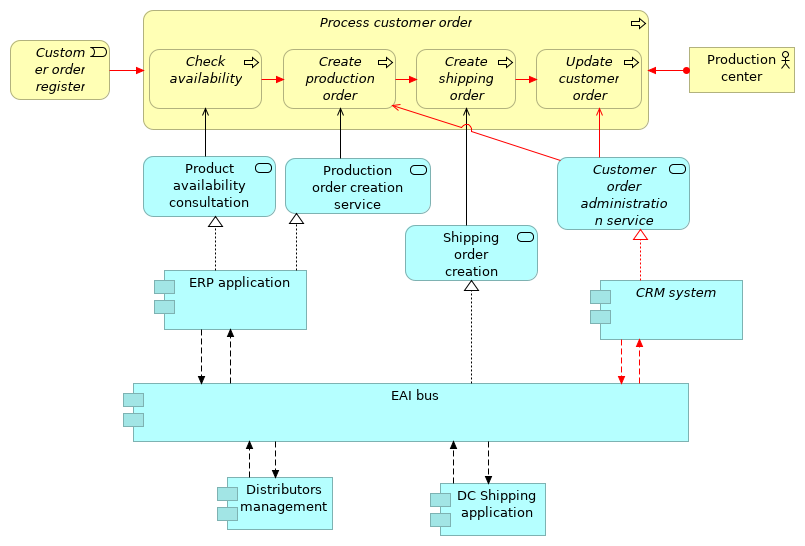 Process customer order
Custom
er order
register
Check
availability
Create
production
order
Create
shipping
order
Update
customer
order
Production
center
Product
availability
consultation
Production
order creation
service
Customer
order
administratio
n service
Shipping
order
creation
ERP application
CRM system
EAI bus
Distributors
management
DC Shipping
application